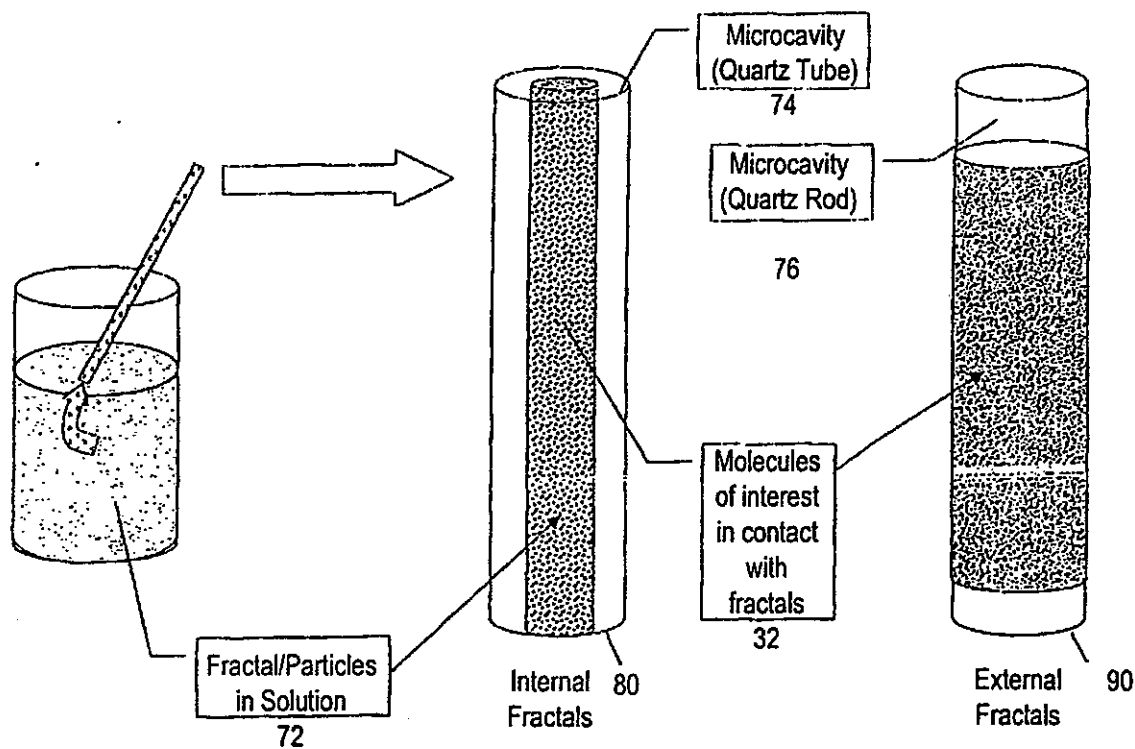 Microcavity
(Quartz Tube)
74
Microcavity
(Quartz Rod)
76
Molecules
of interest
in contact
with
fractals
32
Fractal/Particles
in Solution
72
Internal 80
Fractals
External 90
Fractals